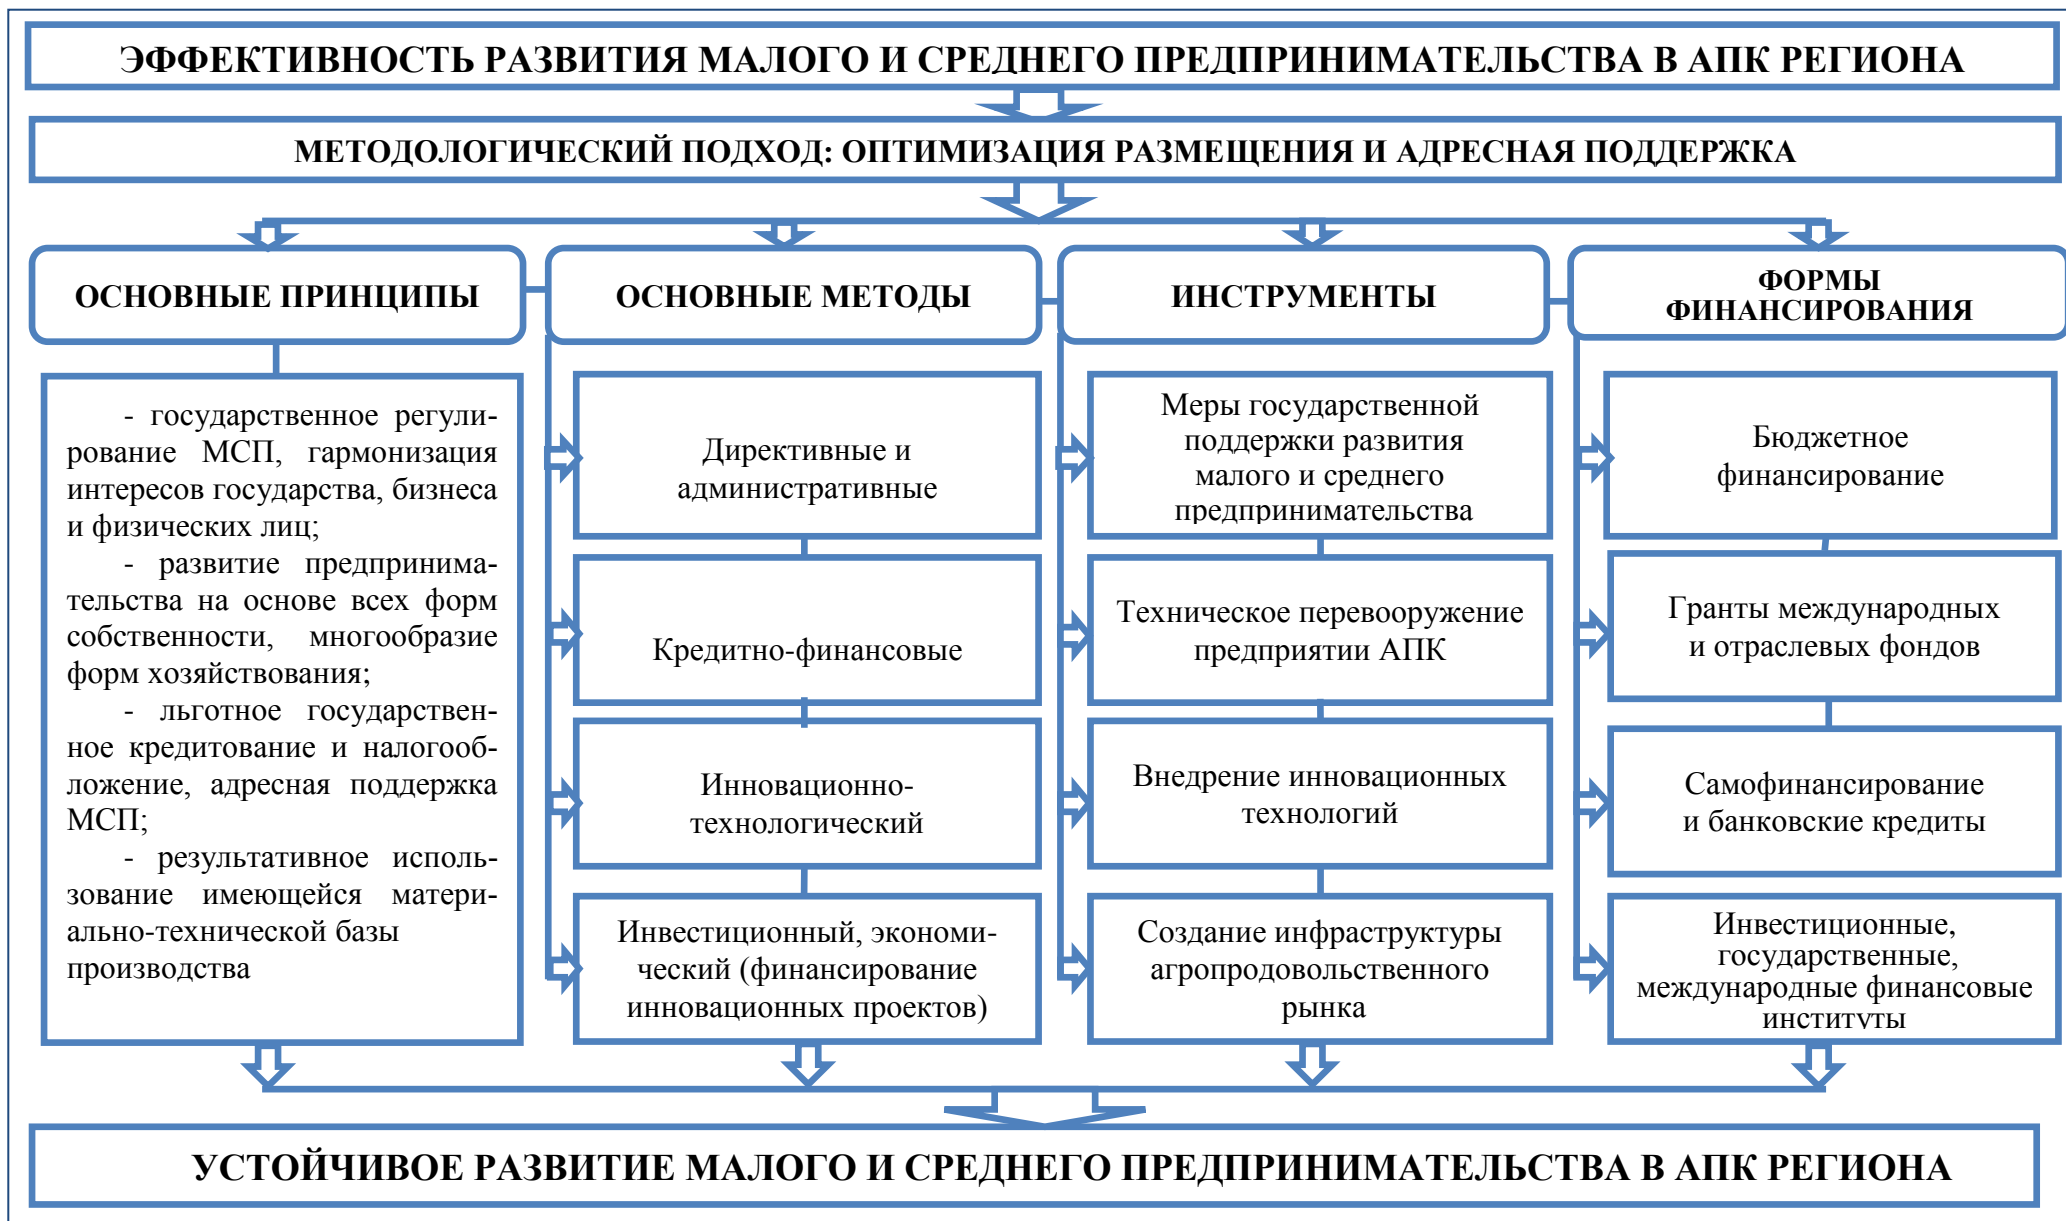 ЭФФЕКТИВНОСТЬ РАЗВИТИЯ МАЛОГО И СРЕДНЕГО ПРЕДПРИНИМАТЕЛЬСТВА В АПК РЕГИОНА
МЕТОДОЛОГИЧЕСКИЙ ПОДХОД: ОПТИМИЗАЦИЯ РАЗМЕЩЕНИЯ И АДРЕСНАЯ ПОДДЕРЖКА
ОСНОВНЫЕ ПРИНЦИПЫ
- государственное регули-
рование МСП, гармонизация
интересов государства, бизнеса
и физических лиц;
- развитие предпринима-
тельства на основе всех форм
собственности, многообразие
форм хозяйствования;
- льготное государствен-
ное кредитование и налогооб-
ложение, адресная поддержка
МСП;
- результативное исполь-
зование имеющейся матери-
ально-технической базы
производства
ОСНОВНЫЕ МЕТОДЫ
Директивные и
административные
Кредитно-финансовые
Инновационно-
технологический
Инвестиционный, экономи-
ческий (финансирование
инновационных проектов)
ИНСТРУМЕНТЫ
Меры государственной
поддержки развития
малого и среднего
предпринимательства
Техническое перевооружение
предприятии АПК
Внедрение инновационных
технологий
Создание инфраструктуры
агропродовольственного
рынка
ФОРМЫ
ФИНАНСИРОВАНИЯ
Бюджетное
финансирование
Гранты международных
и отраслевых фондов
Самофинансирование
и банковские кредиты
Инвестиционные,
государственные,
международные финансовые
институты
УСТОЙЧИВОЕ РАЗВИТИЕ МАЛОГО И СРЕДНЕГО ПРЕДПРИНИМАТЕЛЬСТВА В АПК РЕГИОНА